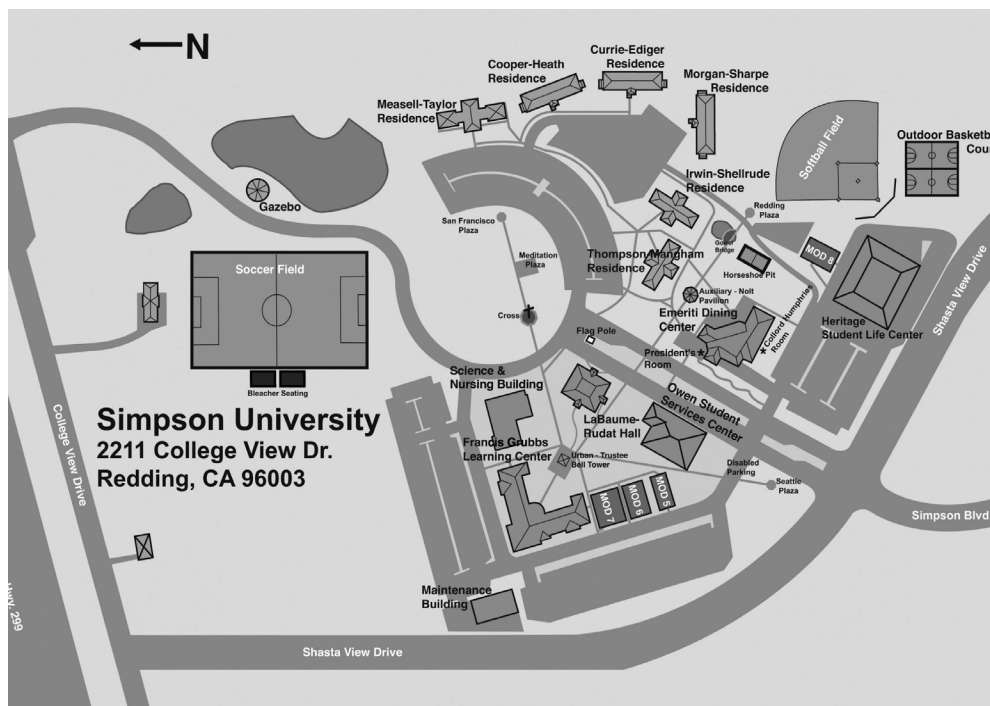 N
Currie-Ediger
Residence
Cooper-Heath
Residence
Morgan-Sharpe
Residence
Measell-Taylor
Residence
Softball Field
Outdoor Basketb
Cour
Irwin-Shellrude
Residence
Gazebo
San Francisco
Plaza
Redding
Plaza
Gower
Bridge
MOD 8
Soccer Field
Meditation
Plaza
Thompson-Mangham
Residence
Horseshoe Pit
Auxiliary - Nolt
Pavilion
Emeriti Dining
Center
Collord Humphries
Room
Heritage
Student Life Center
Shasta View Drive
Cross
Flag Pole
President's
Room
Science &
Nursing Building
Bleacher Seating
Simpson University
2211 College View Dr.
Redding, CA 96003
College View Drive
Owen Student
Services Center
LaBaume-
Rudat Hall
Francis Grubbs
Learning Center
Urban - Trustee
Bell Tower
Disabled
Parking
Seattle
Plaza
MOD 7
MOD 6
MOD 5
Simpson Blvd
Maintenance
Building
Hwy. 299
Shasta View Drive